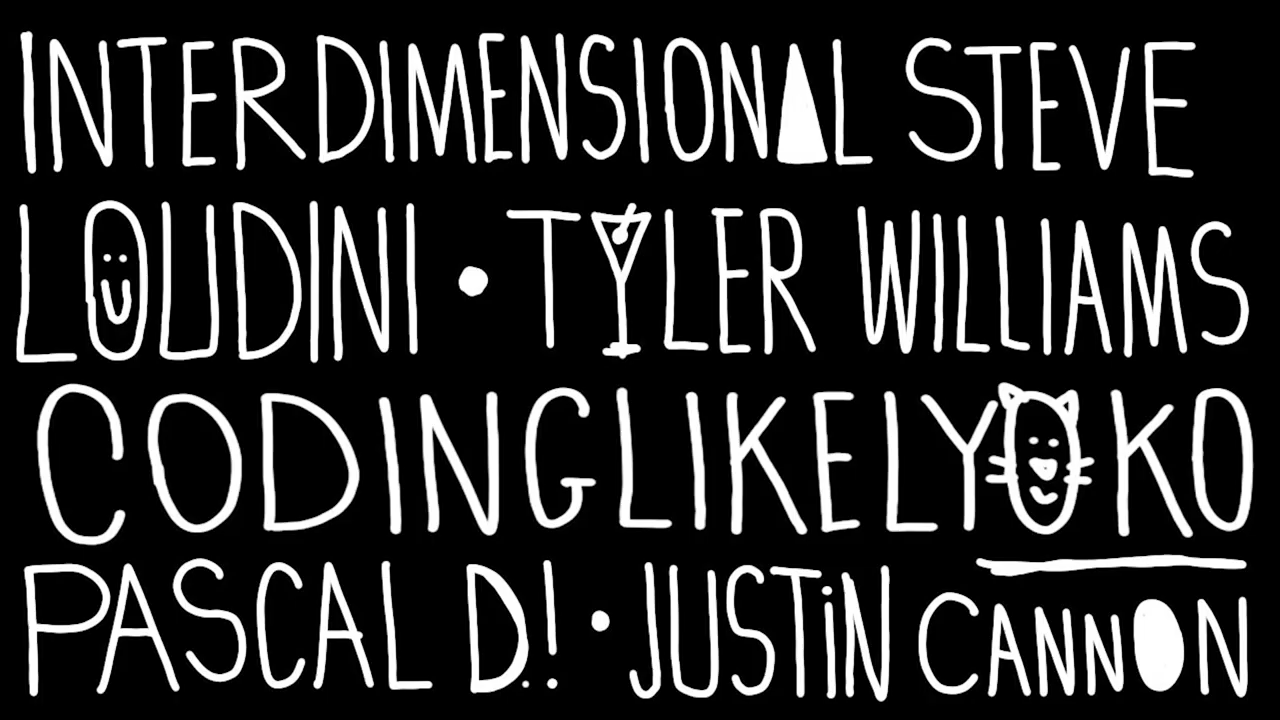 INTERDIMENSIONAL STEVE
LOUDINI • TYLER WILLIAMS
CODINGLIKELYOKO
PASCAL D.! • JUSTiN CANNON